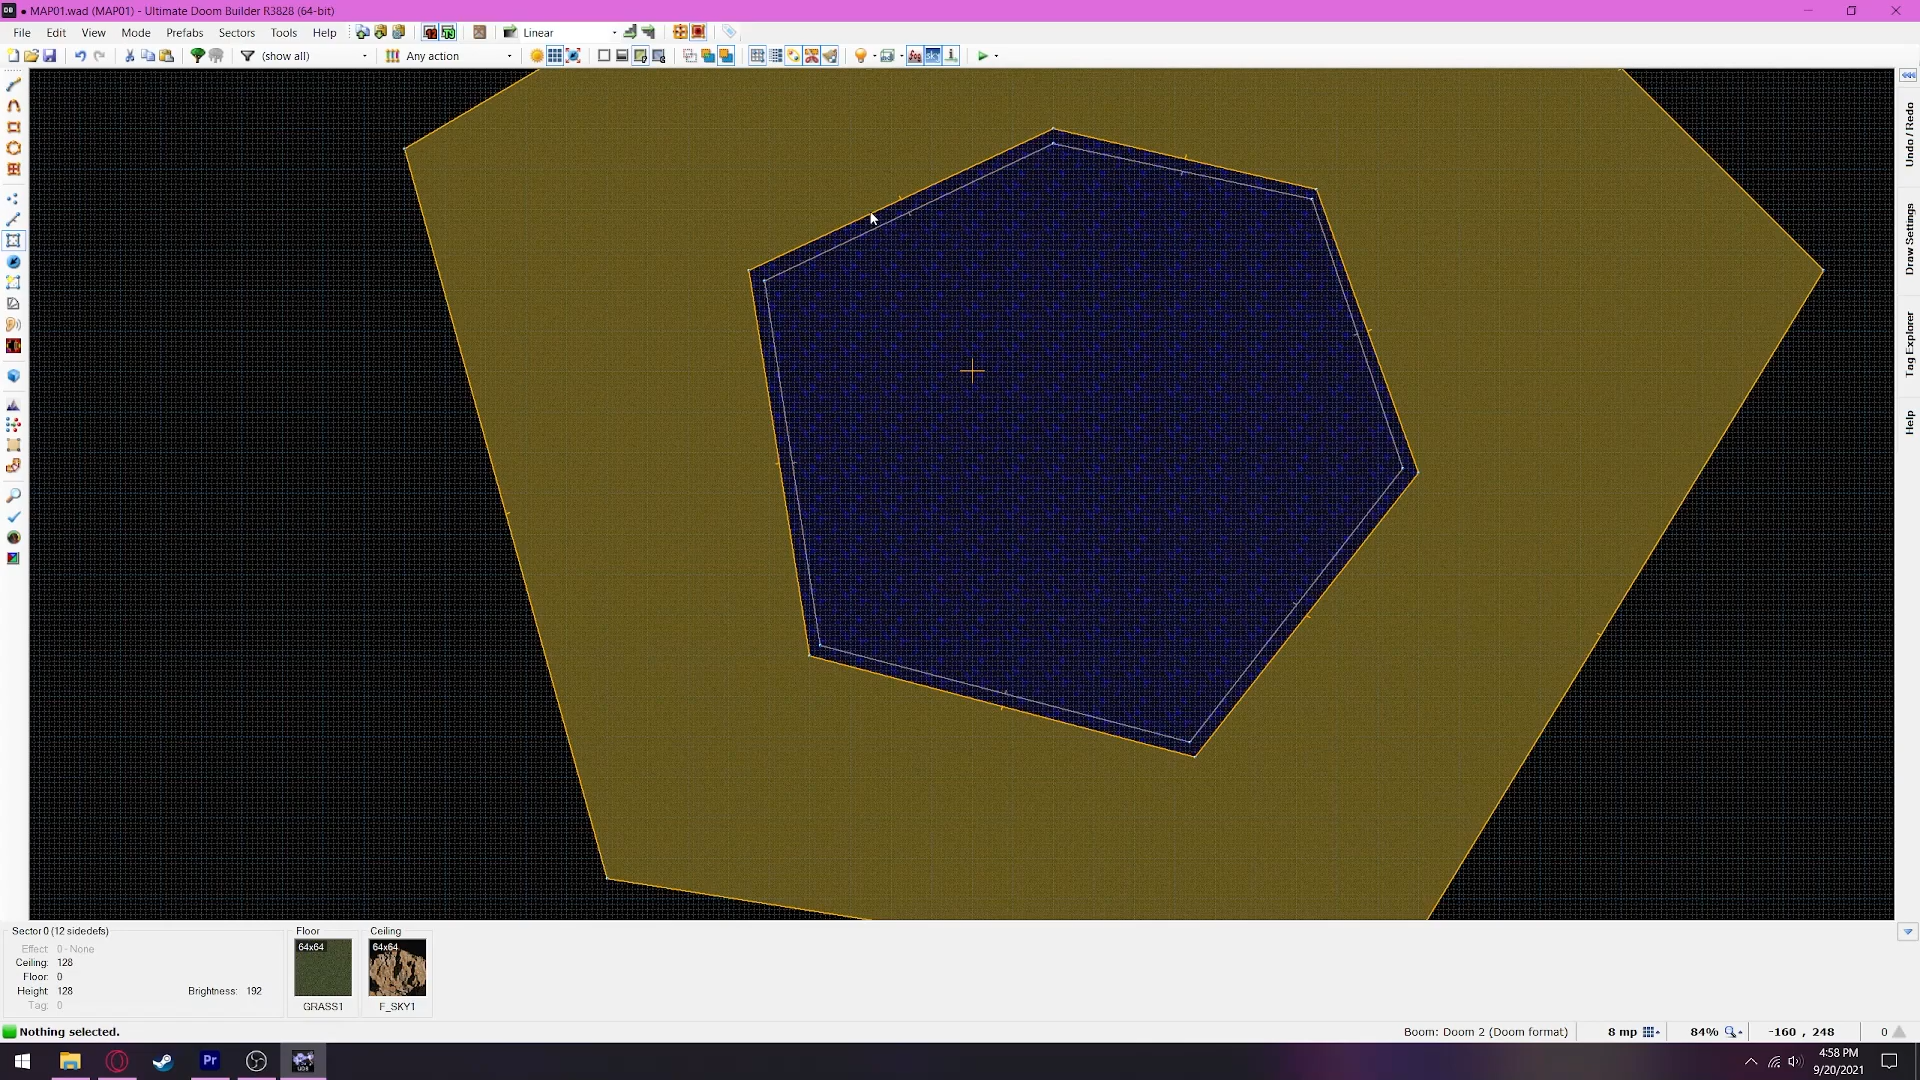 MAP01.wad (MAP01) - Ultimate Doom Builder R3828 (64-bit)
File Edit View Mode Prefabs Sectors Tools Help Linear
(show all) Any action
Undo / Redo
Draw Settings
Tag Explorer
Help
Sector 0 (12 sidedefs)
Effect: 0 - None
Ceiling: 128
Floor: 0
Height: 128 Brightness: 192
Tag: 0
Floor Ceiling
64x64 64x64
GRASS1 F_SKY1
Nothing selected.
Boom: Doom 2 (Doom format) 8 mp 84% -160 , 248 0
Pr
4:58 PM
9/20/2021